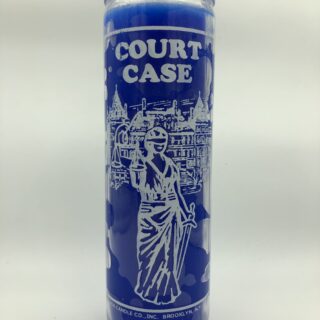 COURT
CASE
CANDLE CO., INC. BROOKLYN, N.Y.